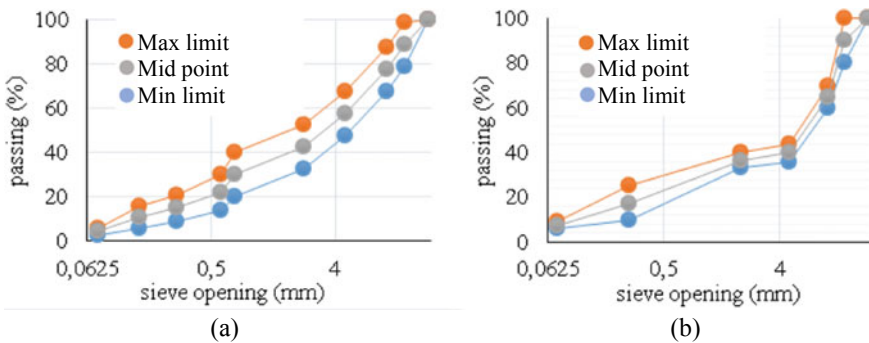 100
80
60
40
20
0
passing (%)
Max limit
Mid point
Min limit
0,0625
0,5
4
sieve opening (mm)
(a)
100
80
60
40
20
0
passing (%)
Max limit
Mid point
Min limit
0,0625
0,5
4
sieve opening (mm)
(b)